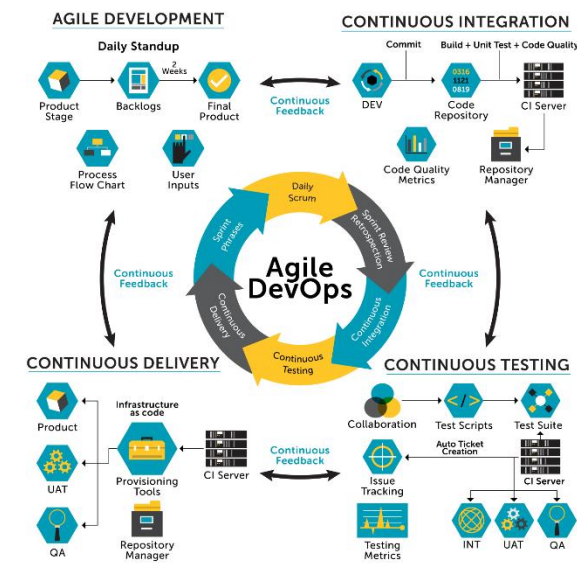 AGILE DEVELOPMENT
Daily Standup
2
Weeks
Product
Stage
Backlogs
Final
Product
Process
Flow Chart
User
Inputs
Continuous
Feedback
CONTINUOUS INTEGRATION
Commit
Build + Unit Test + Code Quality
DEV
0316
1121
0819
Code
Repository
CI Server
Code Quality
Metrics
Repository
Manager
Continuous
Feedback
Agile
DevOps
Daily
Scrum
Sprint Review
Retrospection
Continuous
Integration
Continuous
Testing
Continuous
Delivery
Sprint
Phrases
Continuous
Feedback
CONTINUOUS DELIVERY
Infrastructure
as code
Product
UAT
QA
Provisioning
Tools
CI Server
Repository
Manager
Continuous
Feedback
CONTINUOUS TESTING
Collaboration
</>
Test Scripts
Test Suite
Auto Ticket
Creation
Issue
Tracking
CI Server
Testing
Metrics
INT
UAT
QA